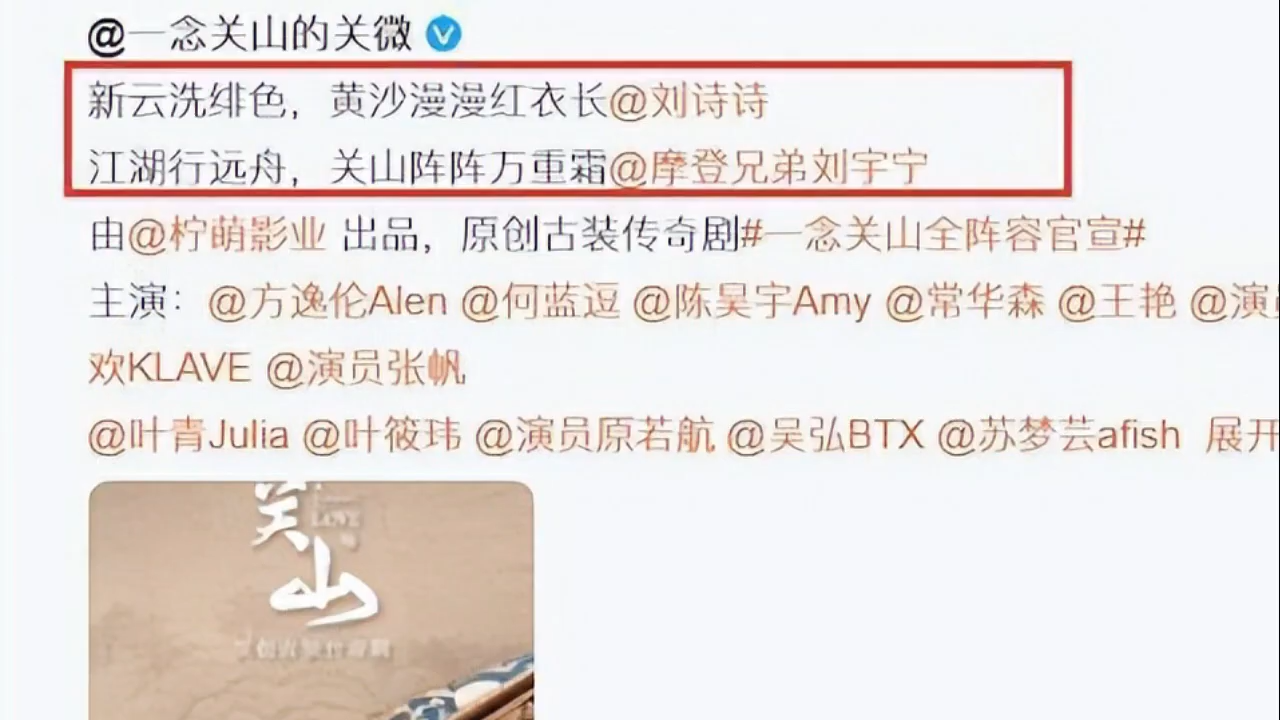 @一念关山的关微
新云洗绯色，黄沙漫漫红衣长@刘诗诗
江湖行远舟，关山阵阵万重霜@摩登兄弟刘宇宁
由@柠萌影业 出品，原创古装传奇剧#一念关山全阵容官宣#
主演：@方逸伦Alen @何蓝逗 @陈昊宇Amy @常华森 @王艳 @演
欢KLAVE @演员张帆
@叶青Julia @叶筱玮 @演员原若航 @吴弘BTX @苏梦芸afish 展开
关
LOVE
山